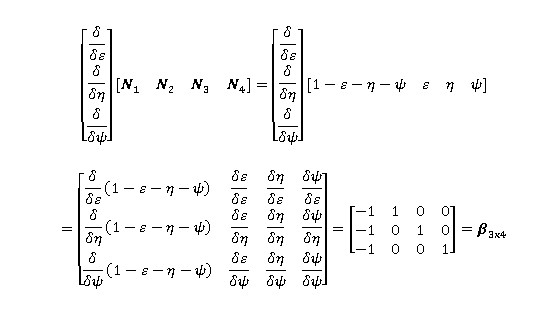 [δ/δε δ/δη δ/δψ] [N₁ N₂ N₃ N₄] = [δ/δε δ/δη δ/δψ] [1 − ε − η − ψ ε η ψ]
= [δ/δε (1 − ε − η − ψ) δε/δε δη/δε δψ/δε
δ/δη (1 − ε − η − ψ) δε/δη δη/δη δψ/δη
δ/δψ (1 − ε − η − ψ) δε/δψ δη/δψ δψ/δψ] = [−1 1 0 0
−1 0 1 0
−1 0 0 1] = β₃ₓ₄